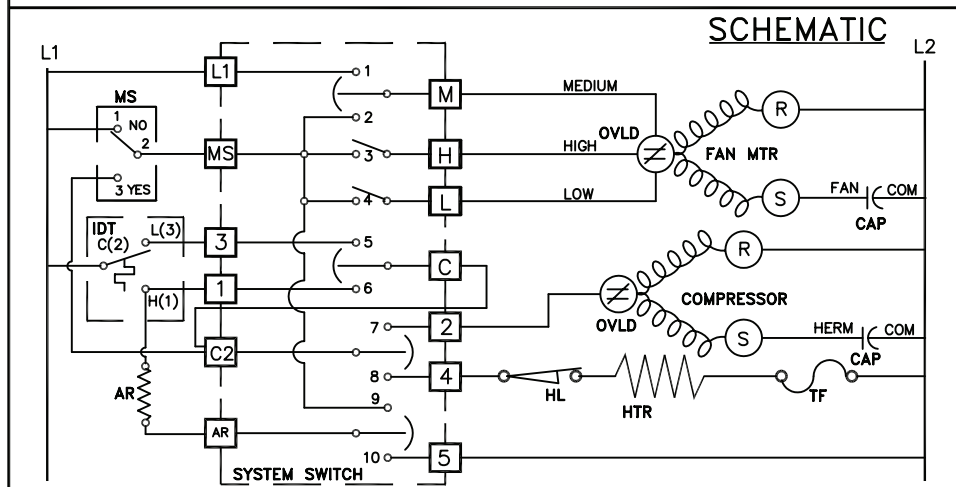 SCHEMATIC
L1
L2
L1
1
MS
M
MEDIUM
1
NO
2
2
OVLD
R
MS
3
H
HIGH
FAN MTR
3 YES
4
L
LOW
S
FAN
COM
CAP
IDT
L(3)
C(2)
3
5
R
C
H(1)
1
6
COMPRESSOR
7
2
OVLD
S
HERM
COM
C2
CAP
8
4
HL
HTR
TF
AR
9
AR
10
5
SYSTEM SWITCH